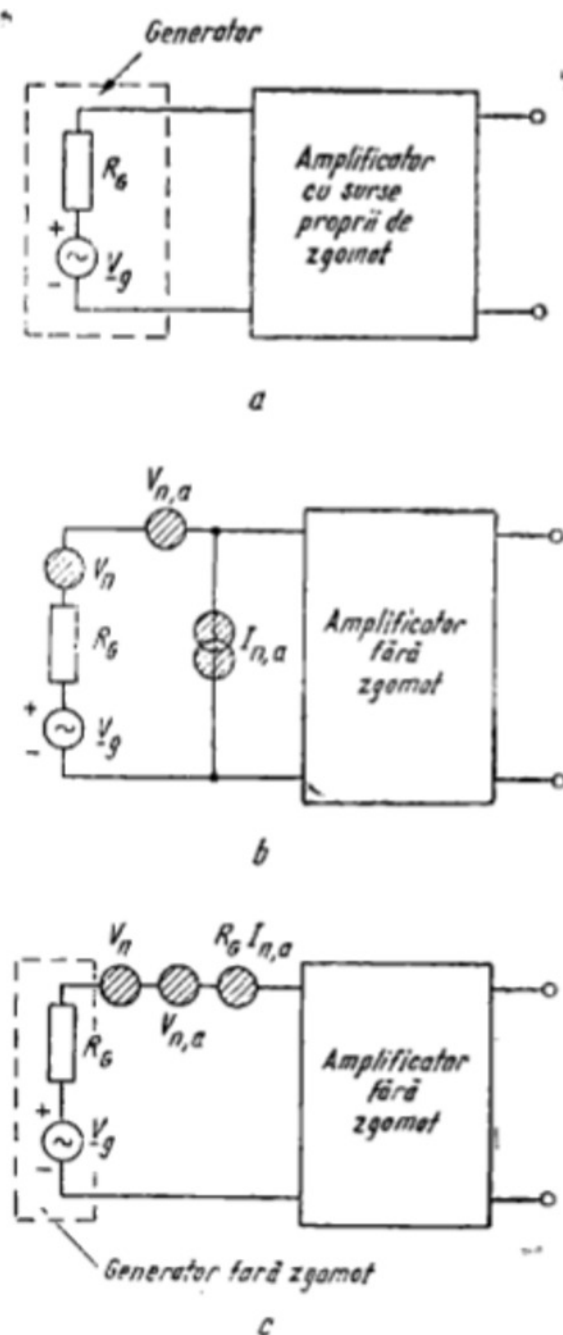 Generator
R_G
+
V_g
-
Amplificator
cu surse
proprii de
zgomot
a
V_n,a
V_n
R_G
+
V_g
-
I_n,a
Amplificator
fără
zgomot
b
V_n
R_G I_n,a
V_n,a
R_G
+
V_g
-
Amplificator
fără
zgomot
Generator fară zgomot
c